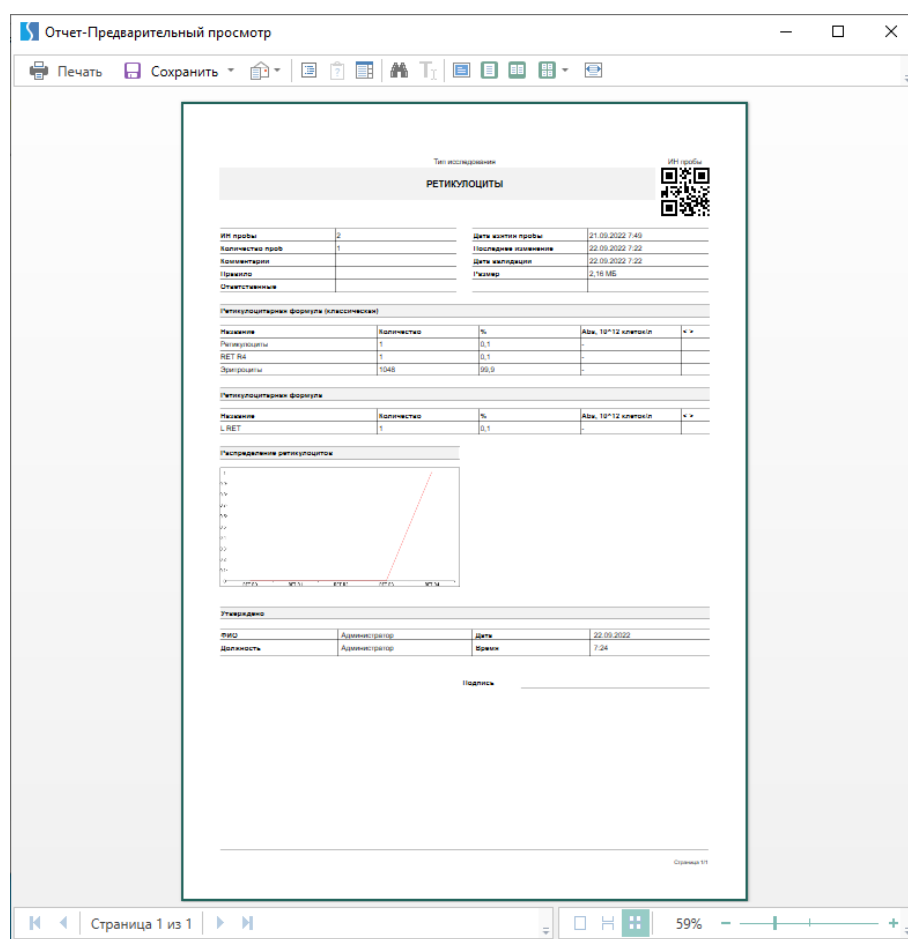 Отчет-Предварительный просмотр
Печать Сохранить
Тип исследования ИН пробы
РЕТИКУЛОЦИТЫ
ИН пробы 2 Дата взятия пробы 21.09.2022 7:49
Количество проб 1 Последнее изменение 22.09.2022 7:22
Комментарии Дата валидации 22.09.2022 7:22
Правило Размер 2,16 МБ
Ответственные
Ретикулоцитарная формула (классическая)
Название Количество % Abs, 10^12 клеток/л < >
Ретикулоциты 1 0,1 -
RET R4 1 0,1 -
Эритроциты 1048 99,9 -
Ретикулоцитарная формула
Название Количество % Abs, 10^12 клеток/л < >
L RET 1 0,1 -
Распределение ретикулоцитов
Утверждено
ФИО Администратор Дата 22.09.2022
Должность Администратор Время 7:24
Подпись
Страница 1/1
Страница 1 из 1 59%